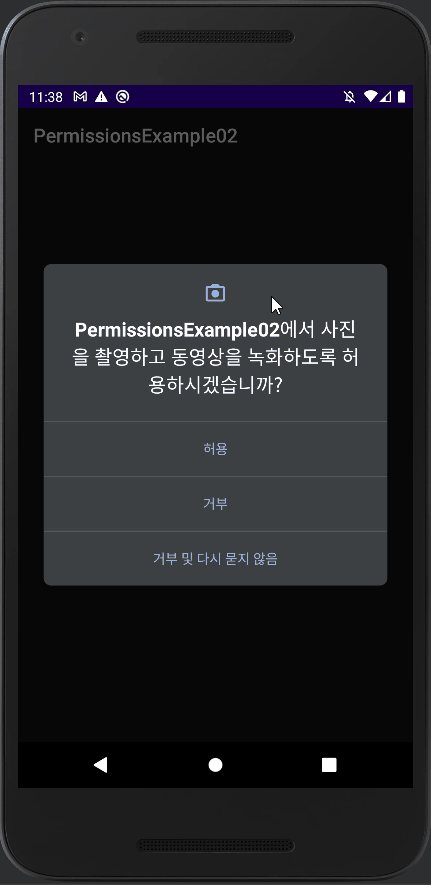 11:38
PermissionsExample02
PermissionsExample02에서 사진
을 촬영하고 동영상을 녹화하도록 허
용하시겠습니까?
허용
거부
거부 및 다시 묻지 않음